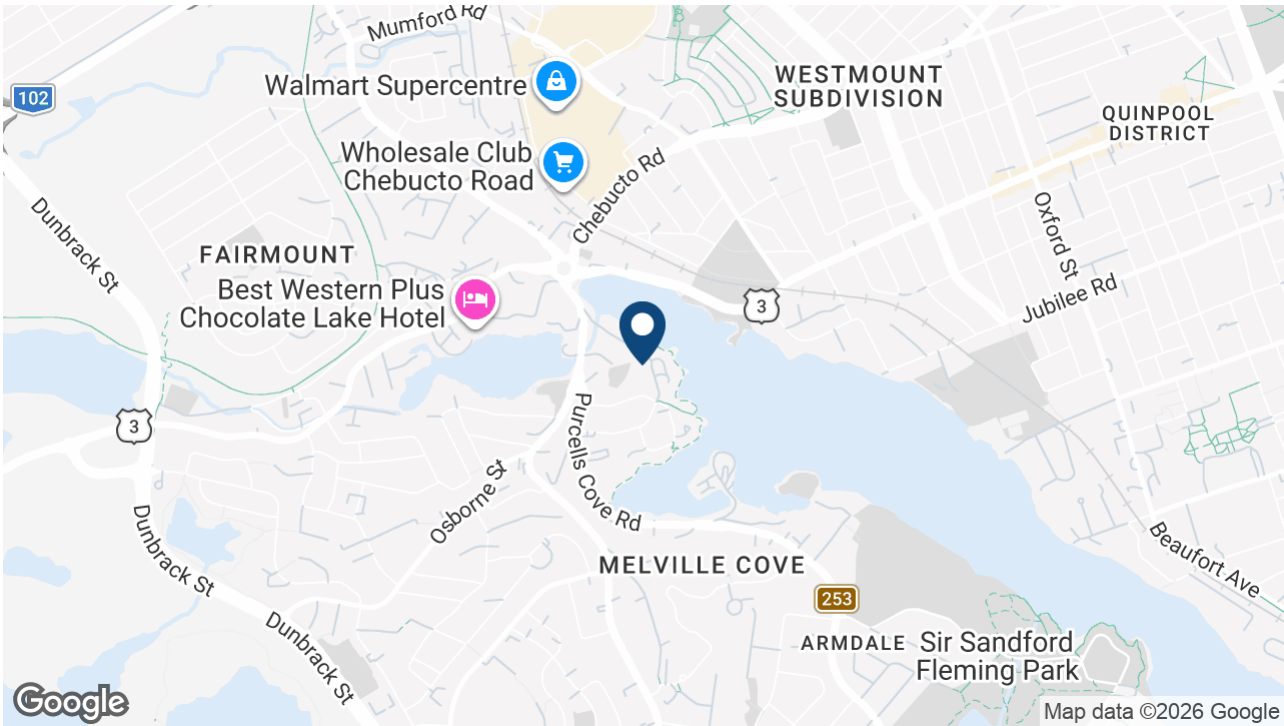 Mumford Rd
102
Walmart Supercentre
WESTMOUNT
SUBDIVISION
QUINPOOL
DISTRICT
Wholesale Club
Chebucto Road
Chebucto Rd
Dunbrack St
Oxford St
FAIRMOUNT
Best Western Plus
Chocolate Lake Hotel
3
Jubilee Rd
3
Purcells Cove Rd
Osborne St
Dunbrack St
Beaufort Ave
MELVILLE COVE
253
Dunbrack St
ARMDALE
Sir Sandford
Fleming Park
Google
Map data ©2026 Google